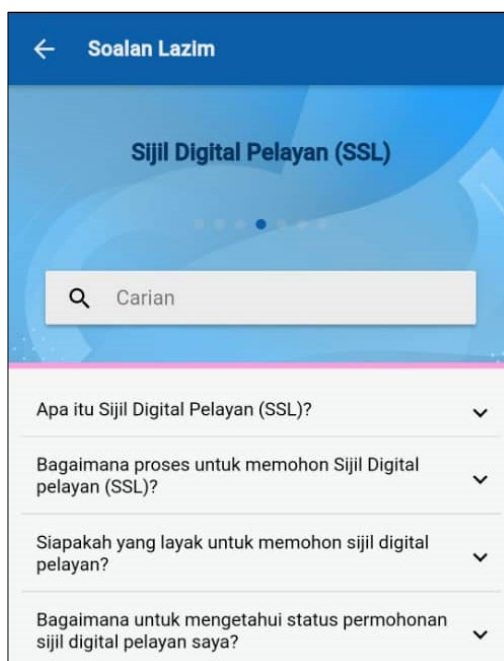 Soalan Lazim
Sijil Digital Pelayan (SSL)
Carian
Apa itu Sijil Digital Pelayan (SSL)?
Bagaimana proses untuk memohon Sijil Digital
pelayan (SSL)?
Siapakah yang layak untuk memohon sijil digital
pelayan?
Bagaimana untuk mengetahui status permohonan
sijil digital pelayan saya?